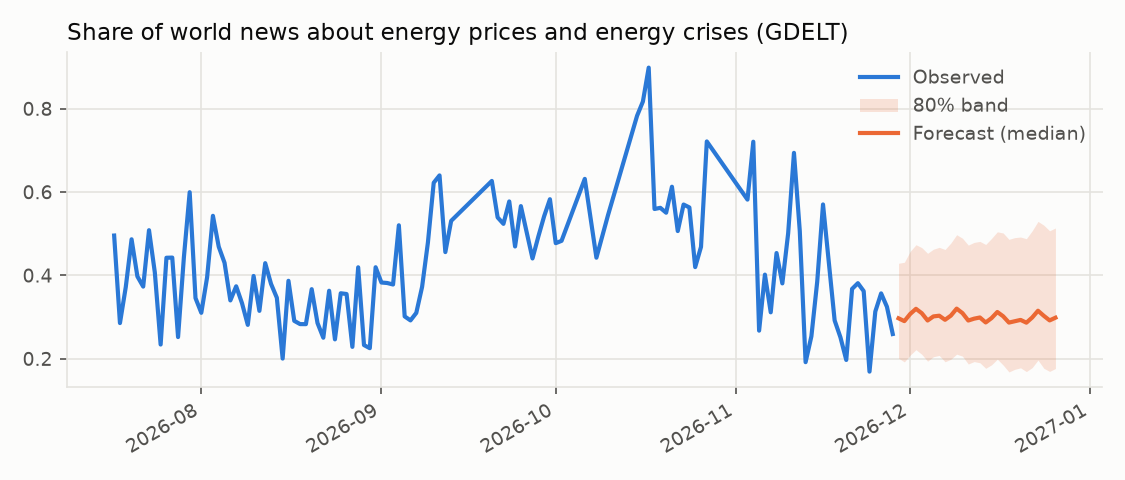 Share of world news about energy prices and energy crises (GDELT)
Observed
80% band
Forecast (median)
0.8
0.6
0.4
0.2
2026-08
2026-09
2026-10
2026-11
2026-12
2027-01